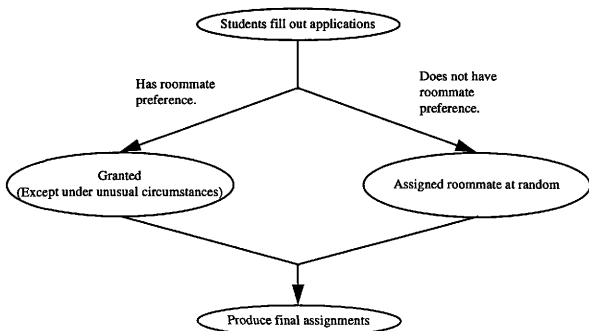 Students fill out applications
Has roommate
preference.
Does not have
roommate
preference.
Granted
(Except under unusual circumstances)
Assigned roommate at random
Produce final assignments